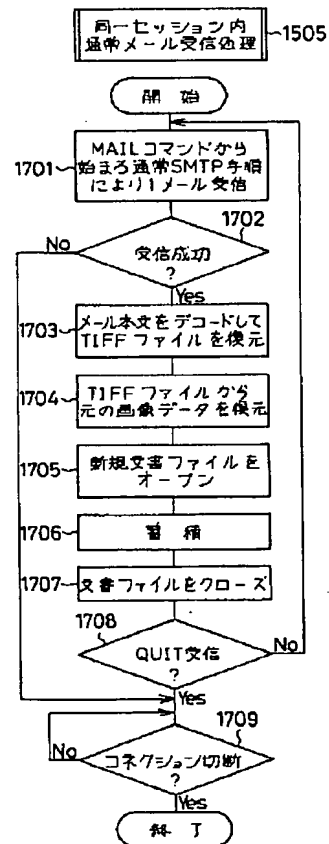 同一セッション内
通常メール受信処理
1505
開始
1701
MAILコマンドから
始まる通常SMTP手順
により1メール受信
1702
No
受信成功
?
Yes
1703
メール本文をデコードして
TIFFファイルを復元
1704
TIFFファイルから
元の画像データを復元
1705
新規文書ファイルを
オープン
1706
蓄積
1707
文書ファイルをクローズ
1708
QUIT受信
?
No
Yes
1709
No
コネクション切断
?
Yes
終了